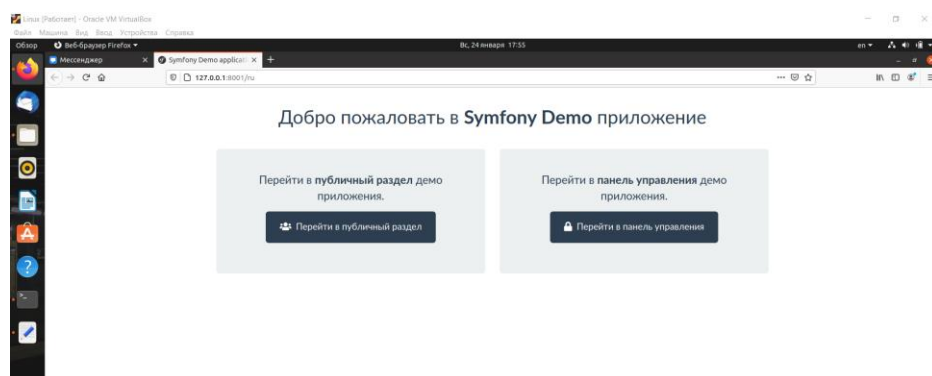 Linux [Работает] - Oracle VM VirtualBox
Файл Машина Вид Ввод Устройства Справка
Обзор Веб-браузер Firefox Вс, 24 января 17:55 en
Мессенджер × Symfony Demo applicati × +
127.0.0.1:8001/ru
Добро пожаловать в Symfony Demo приложение
Перейти в публичный раздел демо
приложения.
Перейти в публичный раздел
Перейти в панель управления демо
приложения.
Перейти в панель управления